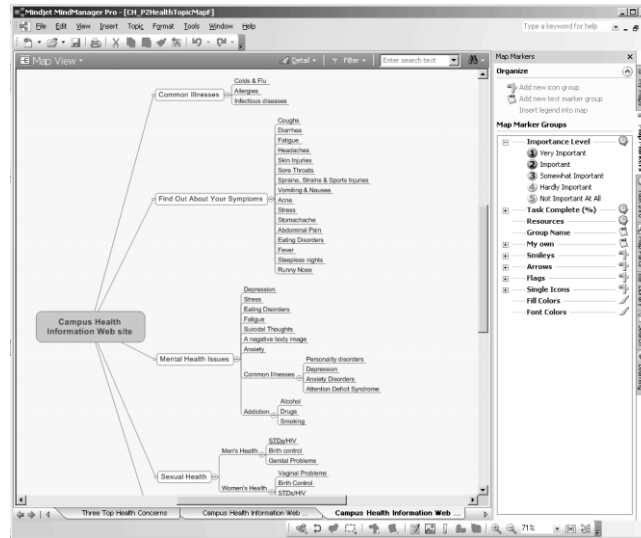 Mindjet MindManager Pro - [CH_P2HealthTopicMapF]
File Edit View Insert Topic Format Tools Window Help
Type a keyword for help
Map View
Detail
Filter
Enter search text
Common Illnesses
Colds & Flu
Allergies
Infectious diseases
Find Out About Your Symptoms
Coughs
Diarrhea
Fatigue
Headaches
Skin Injuries
Sore Throats
Sprains, Strains & Sports Injuries
Vomiting & Nausea
Acne
Stress
Stomachache
Abdominal Pain
Eating Disorders
Fever
Sleepless nights
Runny Nose
Campus Health
Information Web site
Mental Health Issues
Depression
Stress
Eating Disorders
Fatigue
Suicidal Thoughts
A negative body image
Anxiety
Common Illnesses
Personality disorders
Depression
Anxiety Disorders
Attention Deficit Syndrome
Addiction
Alcohol
Drugs
Smoking
Sexual Health
Men's Health
STDs/HIV
Birth control
Genital Problems
Women's Health
Vaginal Problems
Birth Control
STDs/HIV
Three Top Health Concerns
Campus Health Information Web ...
Campus Health Information Web ...
Map Markers
Organize
Add new icon group
Add new text marker group
Insert legend into map
Map Marker Groups
Importance Level
1 Very Important
2 Important
3 Somewhat Important
4 Hardly Important
5 Not Important At All
Task Complete (%)
Resources
Group Name
My own
Smileys
Arrows
Flags
Single Icons
Fill Colors
Font Colors
71%